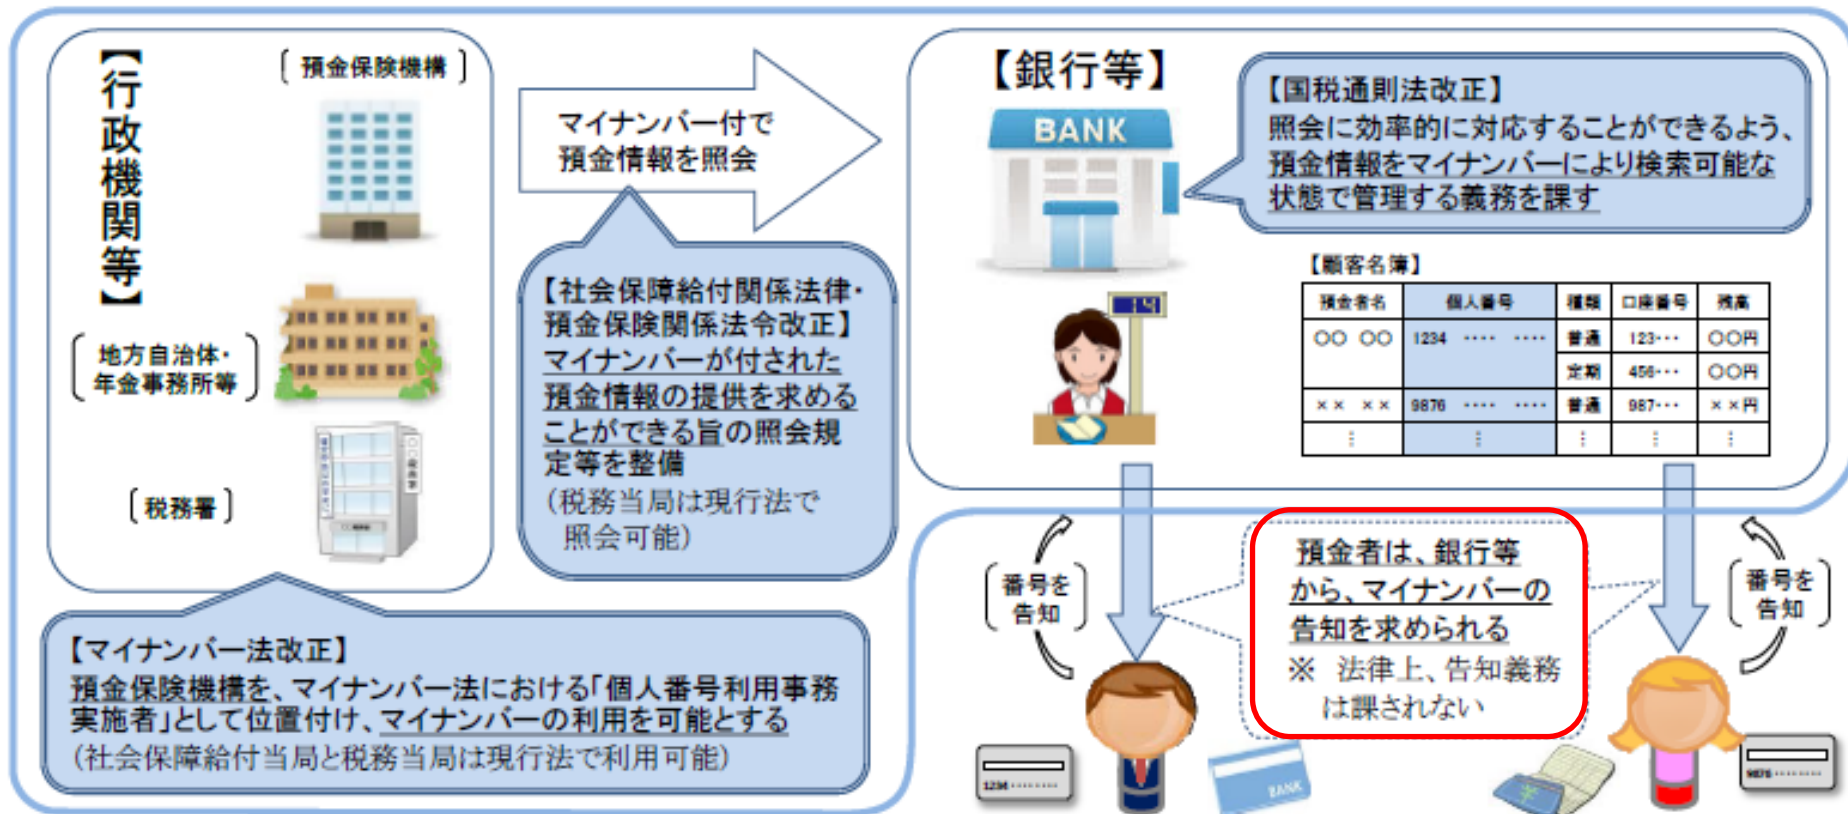 【行政機関等】
〔 預金保険機構 〕
〔 地方自治体・
年金事務所等 〕
〔 税務署 〕
マイナンバー付で
預金情報を照会
【社会保障給付関係法律・
預金保険関係法令改正】
マイナンバーが付された
預金情報の提供を求める
ことができる旨の照会規
定等を整備
(税務当局は現行法で
照会可能)
【マイナンバー法改正】
預金保険機構を、マイナンバー法における「個人番号利用事務
実施者」として位置付け、マイナンバーの利用を可能とする
(社会保障給付当局と税務当局は現行法で利用可能)
【銀行等】
BANK
【国税通則法改正】
照会に効率的に対応することができるよう、
預金情報をマイナンバーにより検索可能な
状態で管理する義務を課す
【顧客名簿】
預金者名 個人番号 種類 口座番号 残高
○○ ○○ 1234 ‥‥ ‥‥ 普通 123… ○○円
定期 456… ○○円
×× ×× 9876 ‥‥ ‥‥ 普通 987… ××円
⋮ ⋮ ⋮ ⋮ ⋮
〔 番号を
告知 〕
預金者は、銀行等
から、マイナンバーの
告知を求められる
※ 法律上、告知義務
は課されない
〔 番号を
告知 〕
1234 ‥‥‥‥
BANK
¥
9876 ‥‥‥‥